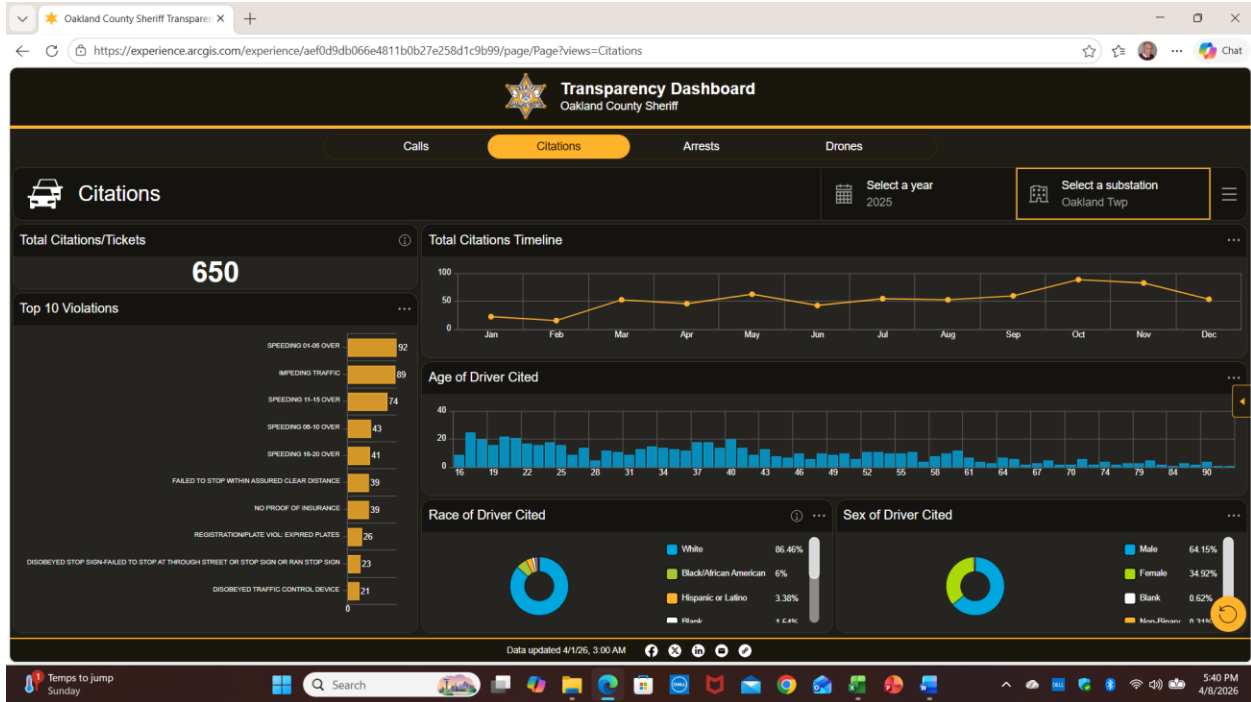 Oakland County Sheriff Transparen
https://experience.arcgis.com/experience/aef0d9db066e4811b0b27e258d1c9b99/page/Page?views=Citations
Chat
Transparency Dashboard
Oakland County Sheriff
Calls
Citations
Arrests
Drones
Citations
Select a year
2025
Select a substation
Oakland Twp
Total Citations/Tickets
650
Top 10 Violations
SPEEDING 01-05 OVER 92
IMPEDING TRAFFIC 89
SPEEDING 11-15 OVER 74
SPEEDING 06-10 OVER 43
SPEEDING 16-20 OVER 41
FAILED TO STOP WITHIN ASSURED CLEAR DISTANCE 39
NO PROOF OF INSURANCE 39
REGISTRATION/PLATE VIOL: EXPIRED PLATES 26
DISOBEYED STOP SIGN-FAILED TO STOP AT THROUGH STREET OR STOP SIGN OR RAN STOP SIGN 23
DISOBEYED TRAFFIC CONTROL DEVICE 21
0
Total Citations Timeline
100
50
0
Jan Feb Mar Apr May Jun Jul Aug Sep Oct Nov Dec
Age of Driver Cited
40
20
0
16 19 22 25 28 31 34 37 40 43 46 49 52 55 58 61 64 67 70 74 79 84 90
Race of Driver Cited
White 86.46%
Black/African American 6%
Hispanic or Latino 3.38%
Blank 1.64%
Sex of Driver Cited
Male 64.15%
Female 34.92%
Blank 0.62%
Non-Binary 0.31%
Data updated 4/1/26, 3:00 AM
1
Temps to jump
Sunday
Search
DELL
5:40 PM
4/8/2026